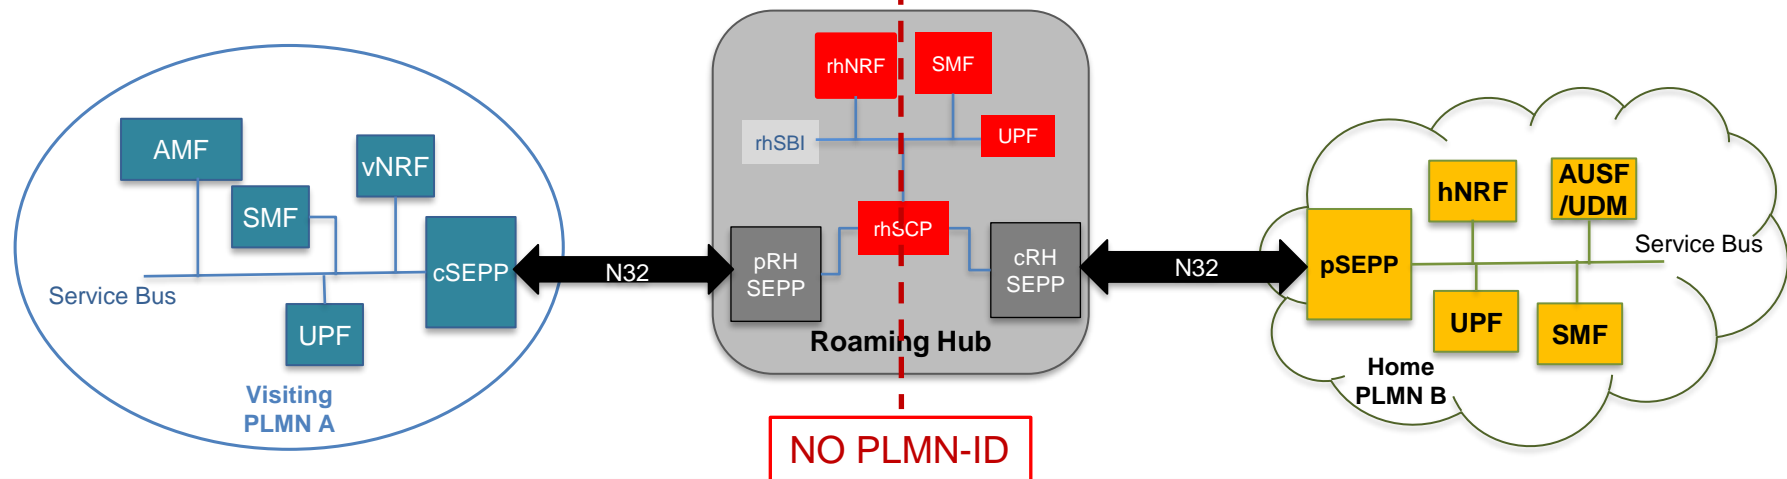 AMF
SMF
vNRF
cSEPP
UPF
Service Bus
Visiting
PLMN A
N32
rhNRF
SMF
rhSBI
UPF
rhSCP
pRH
SEPP
cRH
SEPP
Roaming Hub
NO PLMN-ID
N32
pSEPP
hNRF
AUSF
/UDM
Service Bus
UPF
SMF
Home
PLMN B